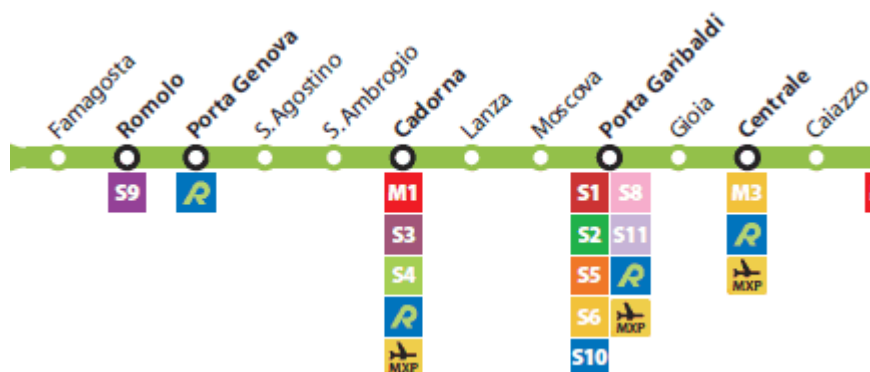 Famagosta
Romolo
Porta Genova
S. Agostino
S. Ambrogio
Cadorna
Lanza
Moscova
Porta Garibaldi
Gioia
Centrale
Caiazzo
S9
R
M1
S3
S4
R
MXP
S1 S8
S2 S11
S5 R
S6 MXP
S10
M3
R
MXP